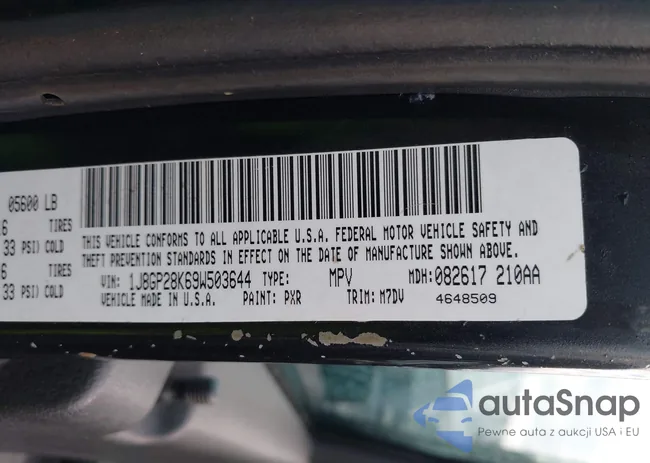 05600 LB
6 TIRES
33 PSI) COLD
6 TIRES
33 PSI) COLD
THIS VEHICLE CONFORMS TO ALL APPLICABLE U.S.A. FEDERAL MOTOR VEHICLE SAFETY AND
THEFT PREVENTION STANDARDS IN EFFECT ON THE DATE OF MANUFACTURE SHOWN ABOVE.
VIN: 1J8GP28K69W503644 TYPE: MPV MDH: 082617 210AA
VEHICLE MADE IN U.S.A. PAINT: PXR TRIM: M7DV 4648509
autoSnap
Pewne auta z aukcji USA i EU